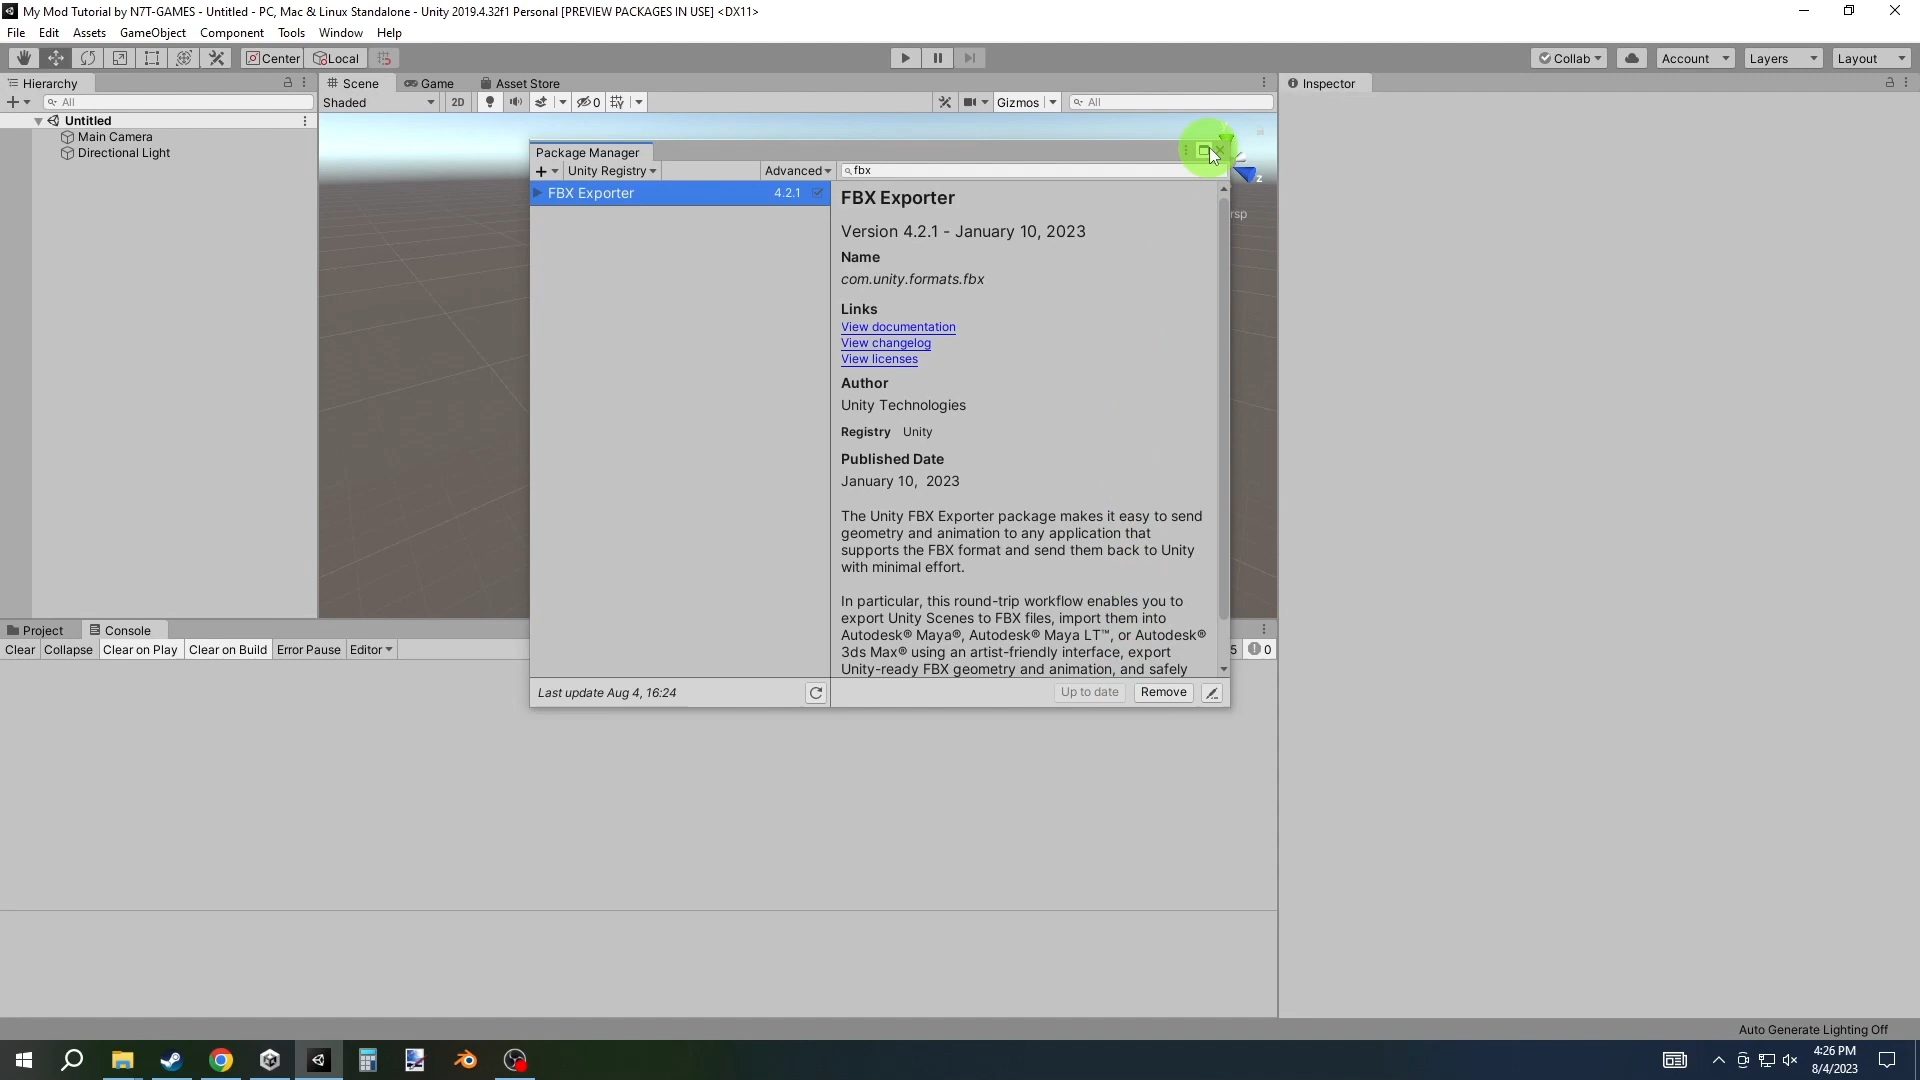 My Mod Tutorial by N7T-GAMES - Untitled - PC, Mac & Linux Standalone - Unity 2019.4.32f1 Personal [PREVIEW PACKAGES IN USE] <DX11>
File Edit Assets GameObject Component Tools Window Help
Center Local Collab Account Layers Layout
Hierarchy Scene Game Asset Store Inspector
All Shaded 2D 0 Gizmos All
Untitled
Main Camera
Directional Light
Package Manager
Unity Registry Advanced fbx
FBX Exporter 4.2.1
FBX Exporter
Version 4.2.1 - January 10, 2023
Name
com.unity.formats.fbx
Links
View documentation
View changelog
View licenses
Author
Unity Technologies
Registry Unity
Published Date
January 10, 2023
The Unity FBX Exporter package makes it easy to send
geometry and animation to any application that
supports the FBX format and send them back to Unity
with minimal effort.
In particular, this round-trip workflow enables you to
export Unity Scenes to FBX files, import them into
Autodesk® Maya®, Autodesk® Maya LT™, or Autodesk®
3ds Max® using an artist-friendly interface, export
Unity-ready FBX geometry and animation, and safely
Last update Aug 4, 16:24 Up to date Remove
z
rsp
Project Console
Clear Collapse Clear on Play Clear on Build Error Pause Editor 5 0
Auto Generate Lighting Off
4:26 PM
8/4/2023